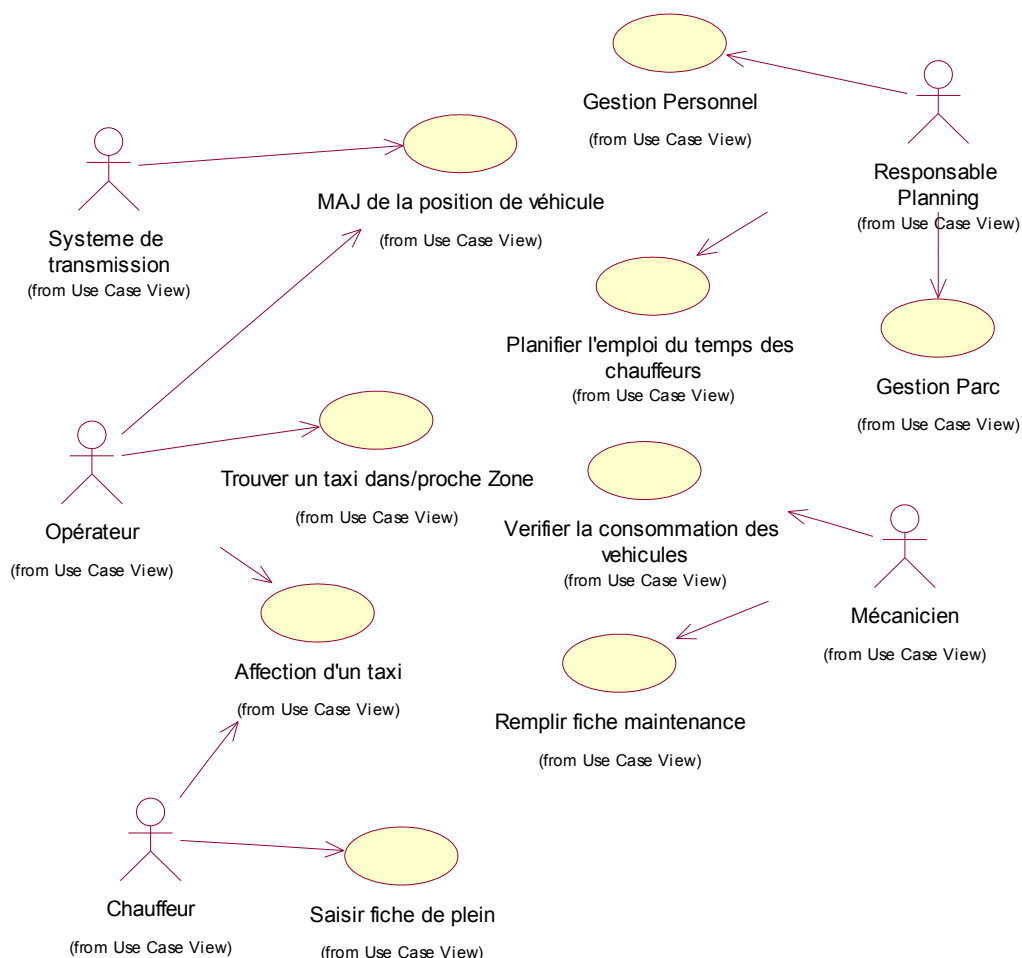 Gestion Personnel
(from Use Case View)
Responsable
Planning
(from Use Case View)
MAJ de la position de véhicule
(from Use Case View)
Systeme de
transmission
(from Use Case View)
Planifier l'emploi du temps des
chauffeurs
(from Use Case View)
Gestion Parc
(from Use Case View)
Trouver un taxi dans/proche Zone
(from Use Case View)
Opérateur
(from Use Case View)
Verifier la consommation des
vehicules
(from Use Case View)
Mécanicien
(from Use Case View)
Affection d'un taxi
(from Use Case View)
Remplir fiche maintenance
(from Use Case View)
Chauffeur
(from Use Case View)
Saisir fiche de plein
(from Use Case View)